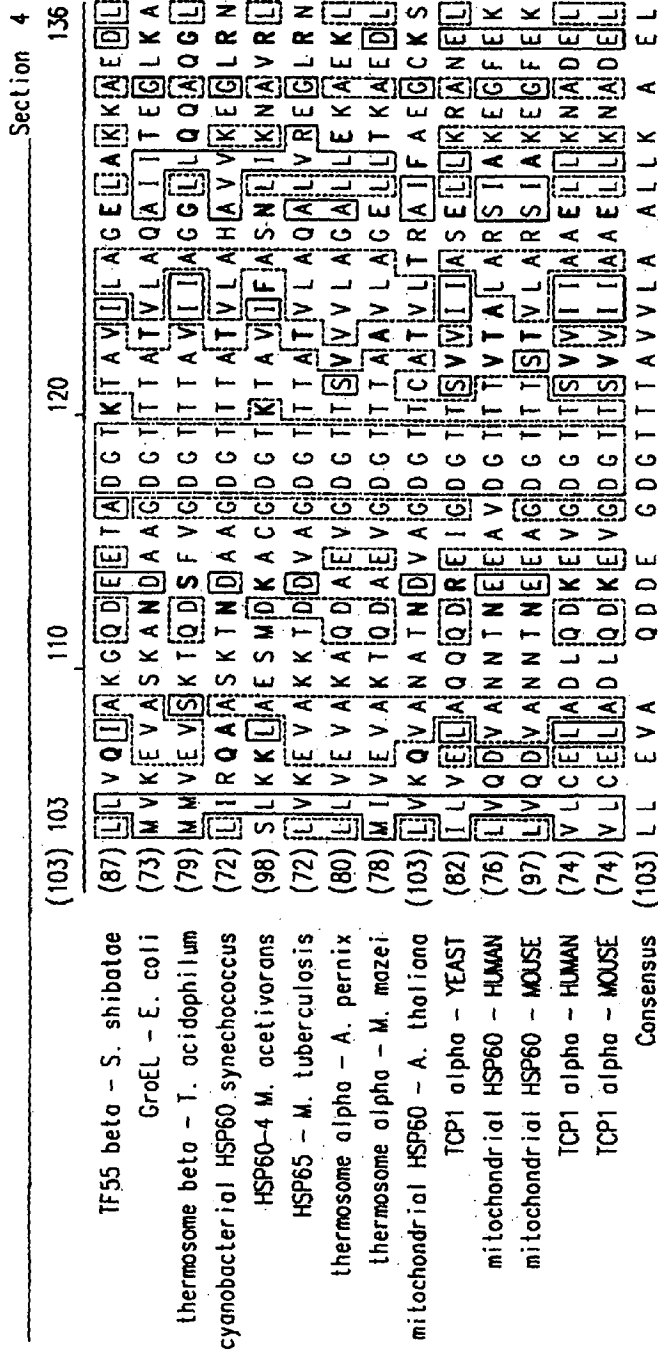 Section 4
(103) 103 110 120 136
TF55 beta - S. shibatae (87) L L V Q I A K G Q D E E T A D G T K T A V I L A G E L A K K A E D L
GroEL - E. coli (73) M V K E V A S K A N D A A G D G T T T A T V L A Q A I I T E G L K A
thermosome beta - T. acidophilum (79) M M V E V S K T Q D S F V G D G T T T A V I I A G G L L Q Q A Q G L
cyanobacterial HSP60 synechococcus (72) L I R Q A A S K T N D A A G D G T T T A T V L A H A V V K E G L R N
HSP60-4 M. acetivorans (98) S L K K L A E S M D K A C G D G T K T A V I F A S N L I K N A V R L
HSP65 - M. tuberculosis (72) L V K E V A K K T D D V A G D G T T T A T V L A Q A L V R E G L R N
thermosome alpha - A. pernix (80) L L V E V A K A Q D A E V G D G T T S V V V L A G A L L E K A E K L
thermosome alpha - M. mazei (78) M I V E V A K T Q D A E V G D G T T T A A V L A G E L L T K A E D L
mitochondrial HSP60 - A. thaliana (103) L V K Q V A N A T N D V A G D G T T C A T V L T R A I F A E G C K S
TCP1 alpha - YEAST (82) I L V E L A Q Q Q D R E I G D G T T S V V I I A S E L L K R A N E L
mitochondrial HSP60 - HUMAN (76) L V Q D V A N N T N E E A V D G T T T V T A L A R S I A K E G F E K
mitochondrial HSP60 - MOUSE (97) L V Q D V A N N T N E E A G D G T T T S T V L A R S I A K E G F E K
TCP1 alpha - HUMAN (74) V L C E L A D L Q D K E V G D G T T S V V I I A A E L L K N A D E L
TCP1 alpha - MOUSE (74) V L C E L A D L Q D K E V G D G T T S V V I I A A E L L K N A D E L
Consensus (103) L L E V A Q D D E G D G T T T A V V L A A L L K A E L